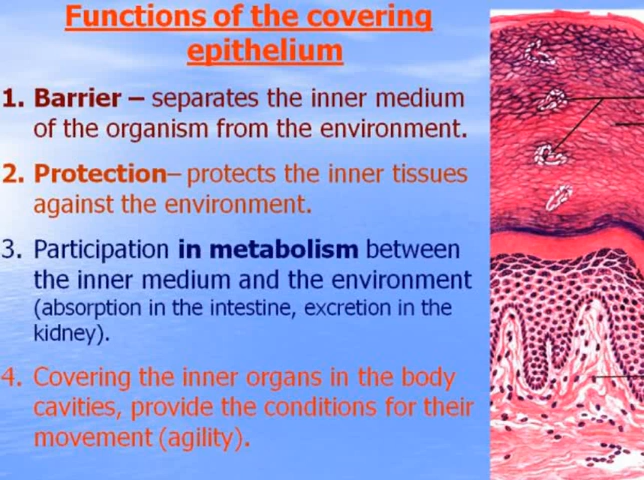 Functions of the covering
epithelium
1. Barrier – separates the inner medium
of the organism from the environment.
2. Protection– protects the inner tissues
against the environment.
3. Participation in metabolism between
the inner medium and the environment
(absorption in the intestine, excretion in the
kidney).
4. Covering the inner organs in the body
cavities, provide the conditions for their
movement (agility).